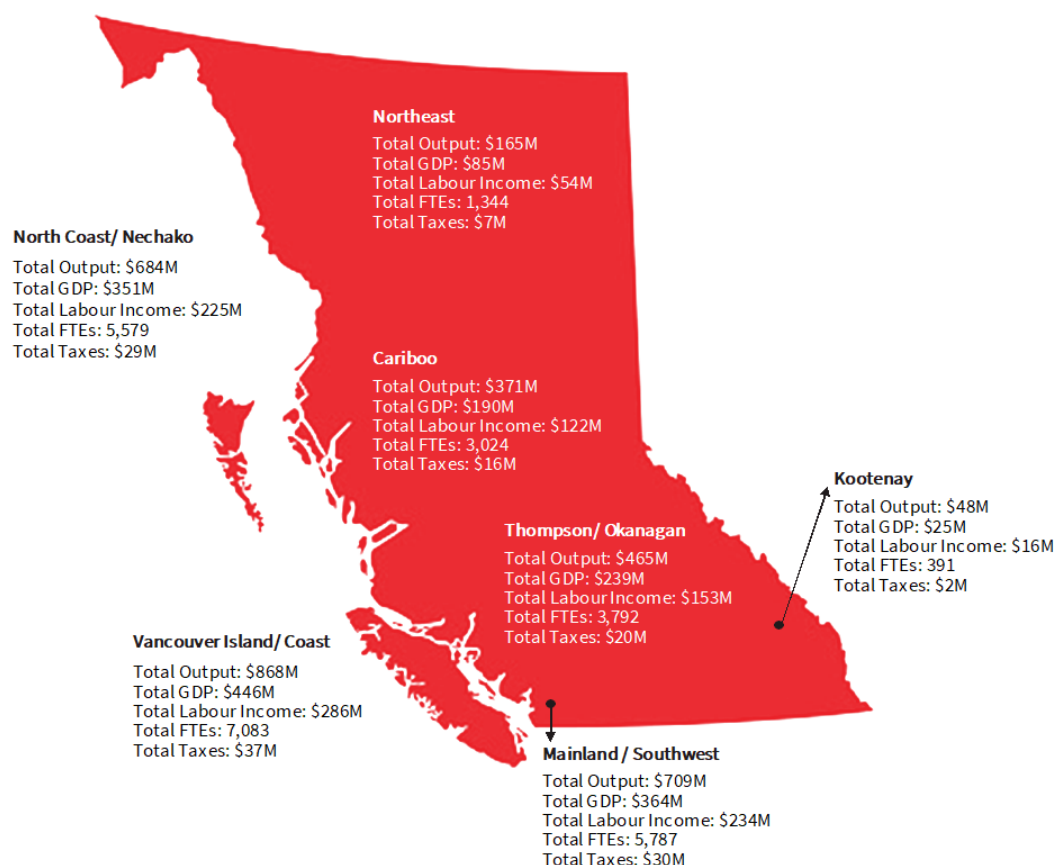 Northeast
Total Output: $165M
Total GDP: $85M
Total Labour Income: $54M
Total FTEs: 1,344
Total Taxes: $7M
North Coast/ Nechako
Total Output: $684M
Total GDP: $351M
Total Labour Income: $225M
Total FTEs: 5,579
Total Taxes: $29M
Cariboo
Total Output: $371M
Total GDP: $190M
Total Labour Income: $122M
Total FTEs: 3,024
Total Taxes: $16M
Kootenay
Total Output: $48M
Total GDP: $25M
Total Labour Income: $16M
Total FTEs: 391
Total Taxes: $2M
Thompson/ Okanagan
Total Output: $465M
Total GDP: $239M
Total Labour Income: $153M
Total FTEs: 3,792
Total Taxes: $20M
Vancouver Island/ Coast
Total Output: $868M
Total GDP: $446M
Total Labour Income: $286M
Total FTEs: 7,083
Total Taxes: $37M
Mainland / Southwest
Total Output: $709M
Total GDP: $364M
Total Labour Income: $234M
Total FTEs: 5,787
Total Taxes: $30M